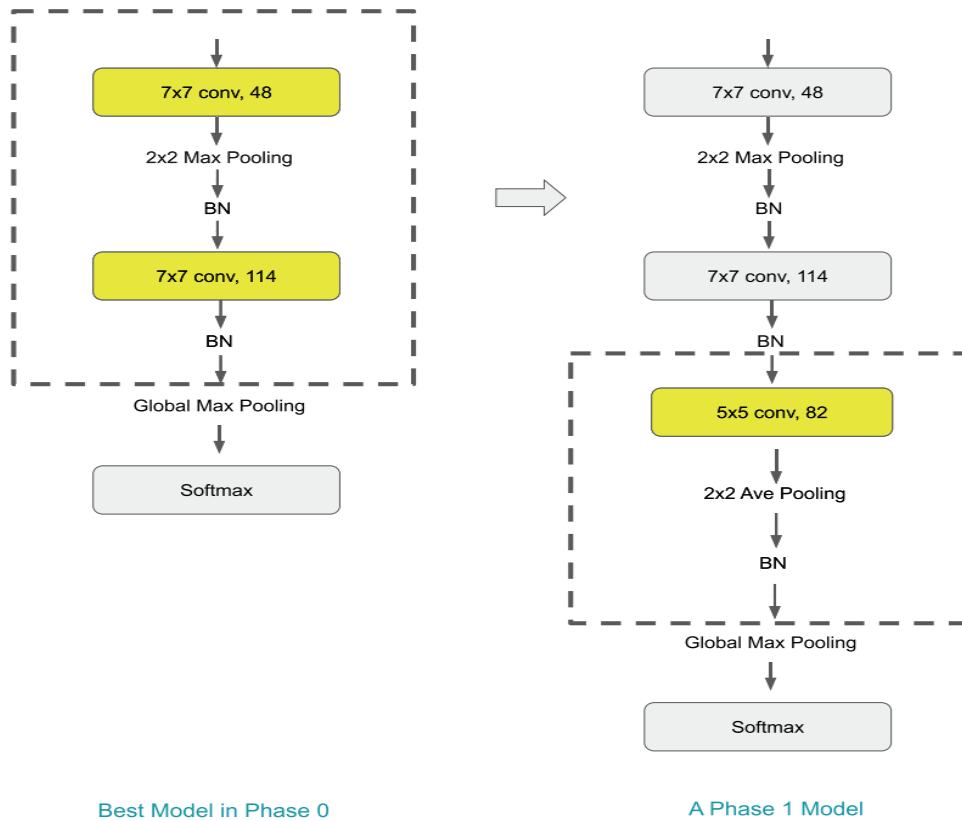 7x7 conv, 48
2x2 Max Pooling
BN
7x7 conv, 114
BN
Global Max Pooling
Softmax
Best Model in Phase 0
7x7 conv, 48
2x2 Max Pooling
BN
7x7 conv, 114
BN
5x5 conv, 82
2x2 Ave Pooling
BN
Global Max Pooling
Softmax
A Phase 1 Model